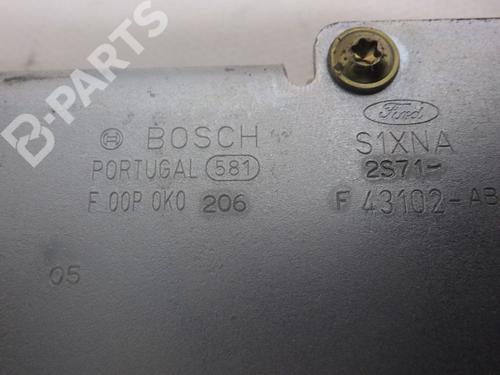 B-PARTS
Ford
BOSCH S1XNA
PORTUGAL 581 2S71-
F 00P 0K0 206 F 43102-AB
05